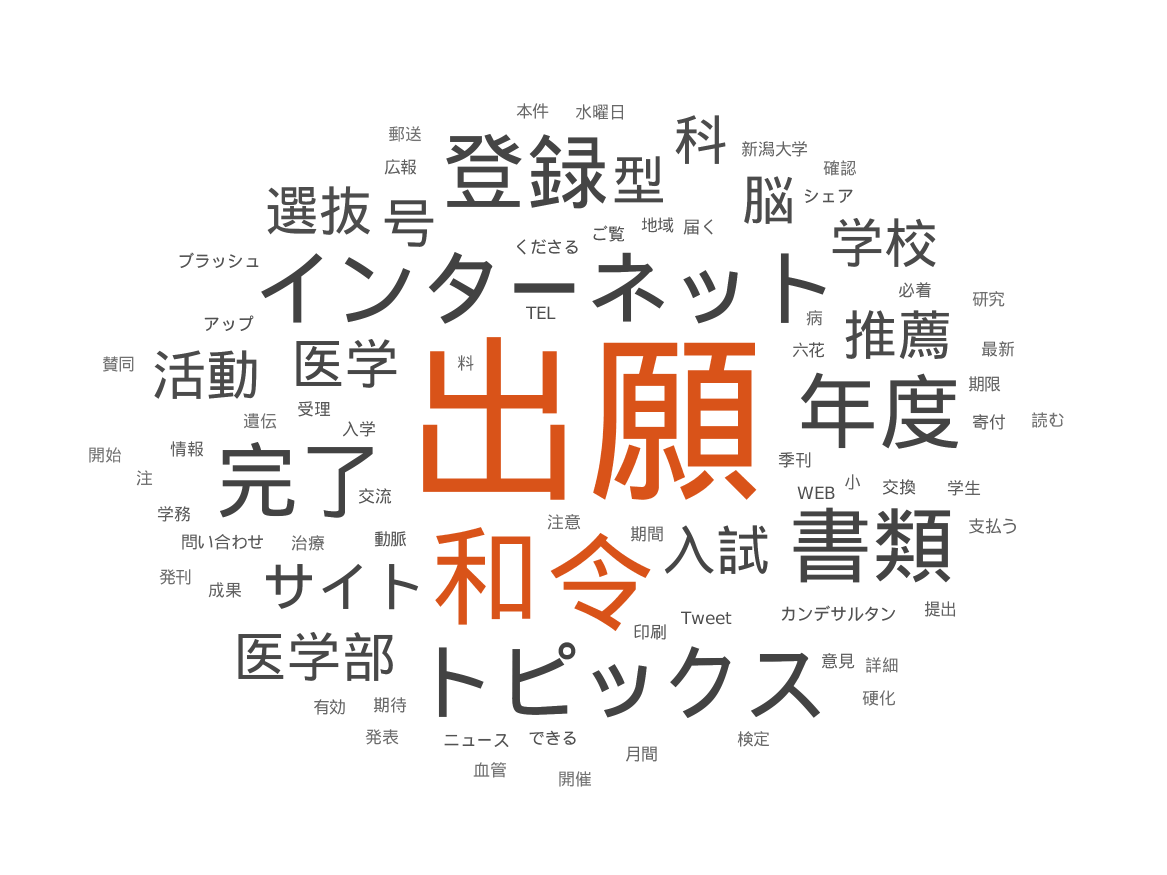 本件
水曜日
郵送
科
登録
新潟大学
型
広報
確認
脳
シェア
選抜
号
地域
届く
ご覧
学校
くださる
ブラッシュ
インターネット
必着
研究
TEL
病
アップ
推薦
六花
最新
賛同
活動
医学
料
出願
期限
年度
受理
遺伝
入学
寄付
読む
情報
開始
季刊
注
完了
交流
WEB
小
交換
学生
学務
注意
支払う
期間
問い合わせ
治療
動脈
入試
書類
発刊
成果
サイト
和令
カンデサルタン
提出
Tweet
印刷
医学部
意見
詳細
トピックス
硬化
有効
期待
発表
ニュース
できる
検定
月間
血管
開催